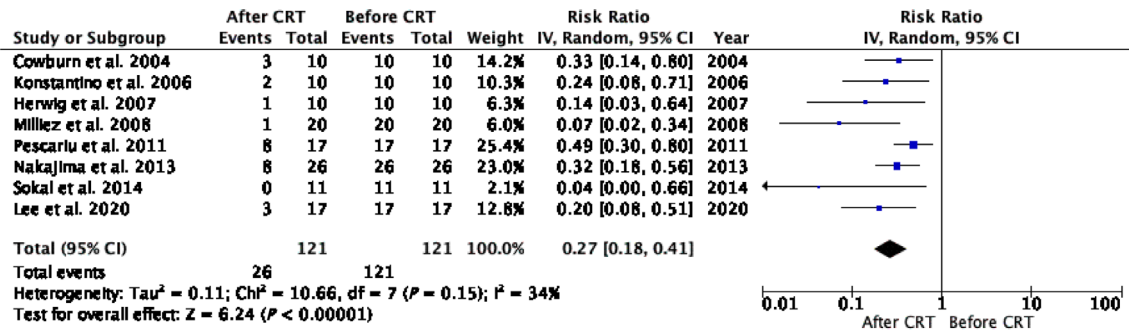 After CRT Before CRT Risk Ratio Risk Ratio
Study or Subgroup Events Total Events Total Weight IV, Random, 95% CI Year IV, Random, 95% CI
Cowburn et al. 2004 3 10 10 10 14.2% 0.33 [0.14, 0.80] 2004
Konstantino et al. 2006 2 10 10 10 10.3% 0.24 [0.08, 0.71] 2006
Herwig et al. 2007 1 10 10 10 6.3% 0.14 [0.03, 0.64] 2007
Milliez et al. 2008 1 20 20 20 6.0% 0.07 [0.02, 0.34] 2008
Pescariu et al. 2011 8 17 17 17 25.4% 0.49 [0.30, 0.80] 2011
Nakajima et al. 2013 8 26 26 26 23.0% 0.32 [0.18, 0.56] 2013
Sokal et al. 2014 0 11 11 11 2.1% 0.04 [0.00, 0.66] 2014
Lee et al. 2020 3 17 17 17 12.8% 0.20 [0.08, 0.51] 2020
Total (95% CI) 121 121 100.0% 0.27 [0.18, 0.41]
Total events 26 121
Heterogeneity: Tau² = 0.11; Chi² = 10.66, df = 7 (P = 0.15); I² = 34%
Test for overall effect: Z = 6.24 (P < 0.00001)
0.01 0.1 1 10 100
After CRT Before CRT